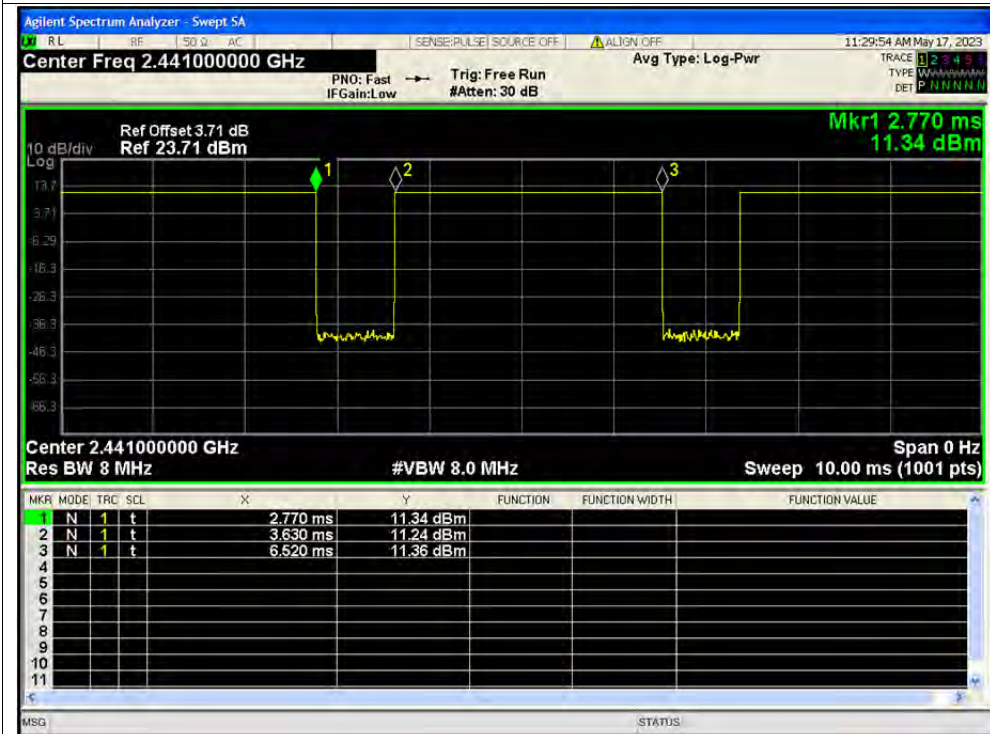 Agilent Spectrum Analyzer - Swept SA
RL RF 50 Ω AC SENSE:PULSE SOURCE OFF ALIGN OFF 11:29:54 AM May 17, 2023
Center Freq 2.441000000 GHz
PNO: Fast
IFGain:Low
Trig: Free Run
#Atten: 30 dB
Avg Type: Log-Pwr
TRACE 1 2 3 4 5 6
TYPE
DET P N N N N N
Mkr1 2.770 ms
11.34 dBm
Ref Offset 3.71 dB
10 dB/div Ref 23.71 dBm
Log
1 2 3
13.7
3.71
-6.29
-16.3
-26.3
-36.3
-46.3
-56.3
-66.3
Center 2.441000000 GHz Span 0 Hz
Res BW 8 MHz #VBW 8.0 MHz Sweep 10.00 ms (1001 pts)
MKR MODE TRC SCL X Y FUNCTION FUNCTION WIDTH FUNCTION VALUE
1 N 1 t 2.770 ms 11.34 dBm
2 N 1 t 3.630 ms 11.24 dBm
3 N 1 t 6.520 ms 11.36 dBm
4
5
6
7
8
9
10
11
MSG STATUS